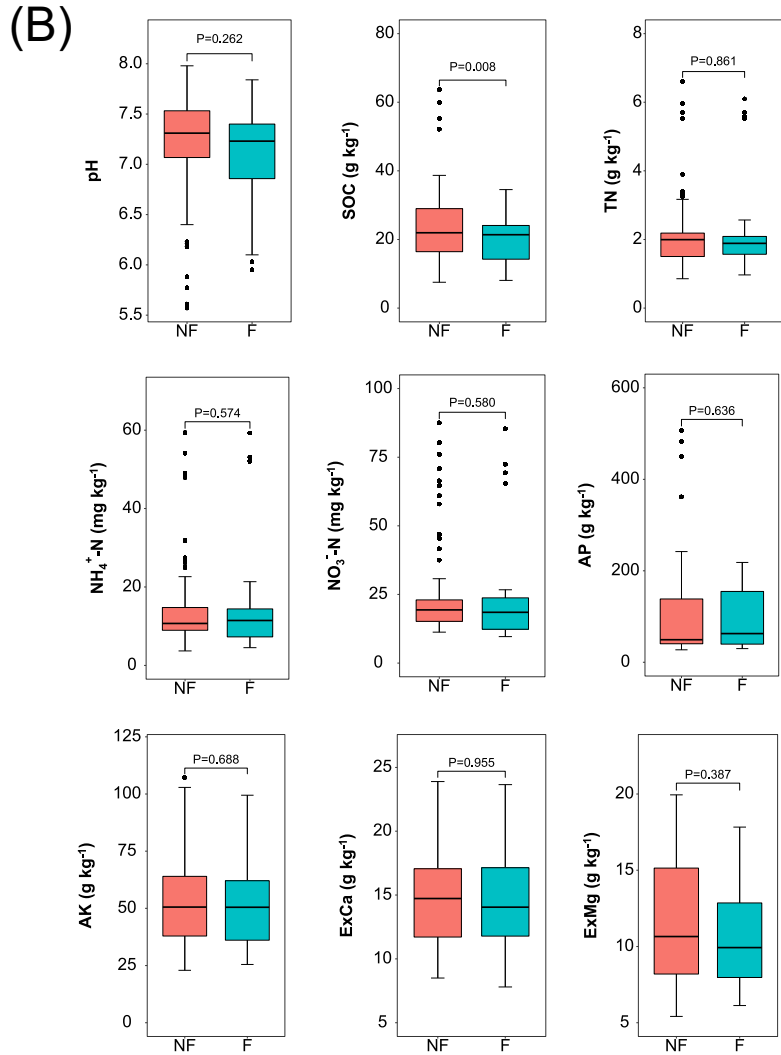 (B)
P=0.262
8.0
7.5
7.0
6.5
6.0
5.5
pH
NF F
P=0.008
80
60
40
20
0
SOC (g kg⁻¹)
NF F
P=0.861
8
6
4
2
0
TN (g kg⁻¹)
NF F
P=0.574
60
40
20
0
NH₄⁺-N (mg kg⁻¹)
NF F
P=0.580
100
75
50
25
0
NO₃⁻-N (mg kg⁻¹)
NF F
P=0.636
600
400
200
0
AP (g kg⁻¹)
NF F
P=0.688
125
100
75
50
25
0
AK (g kg⁻¹)
NF F
P=0.955
25
20
15
10
5
ExCa (g kg⁻¹)
NF F
P=0.387
20
15
10
5
ExMg (g kg⁻¹)
NF F